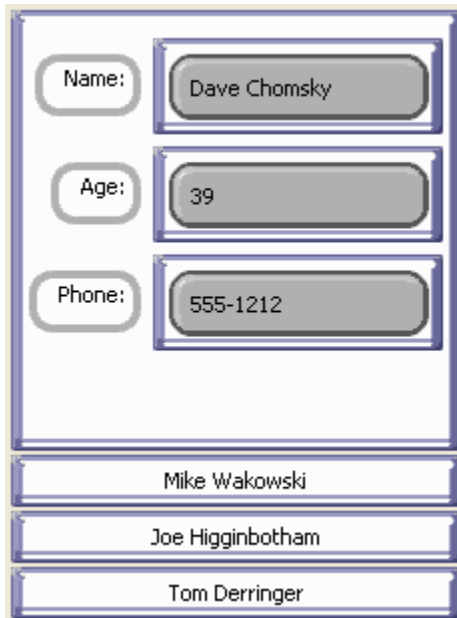 Name: Dave Chomsky
Age: 39
Phone: 555-1212
Mike Wakowski
Joe Higginbotham
Tom Derringer